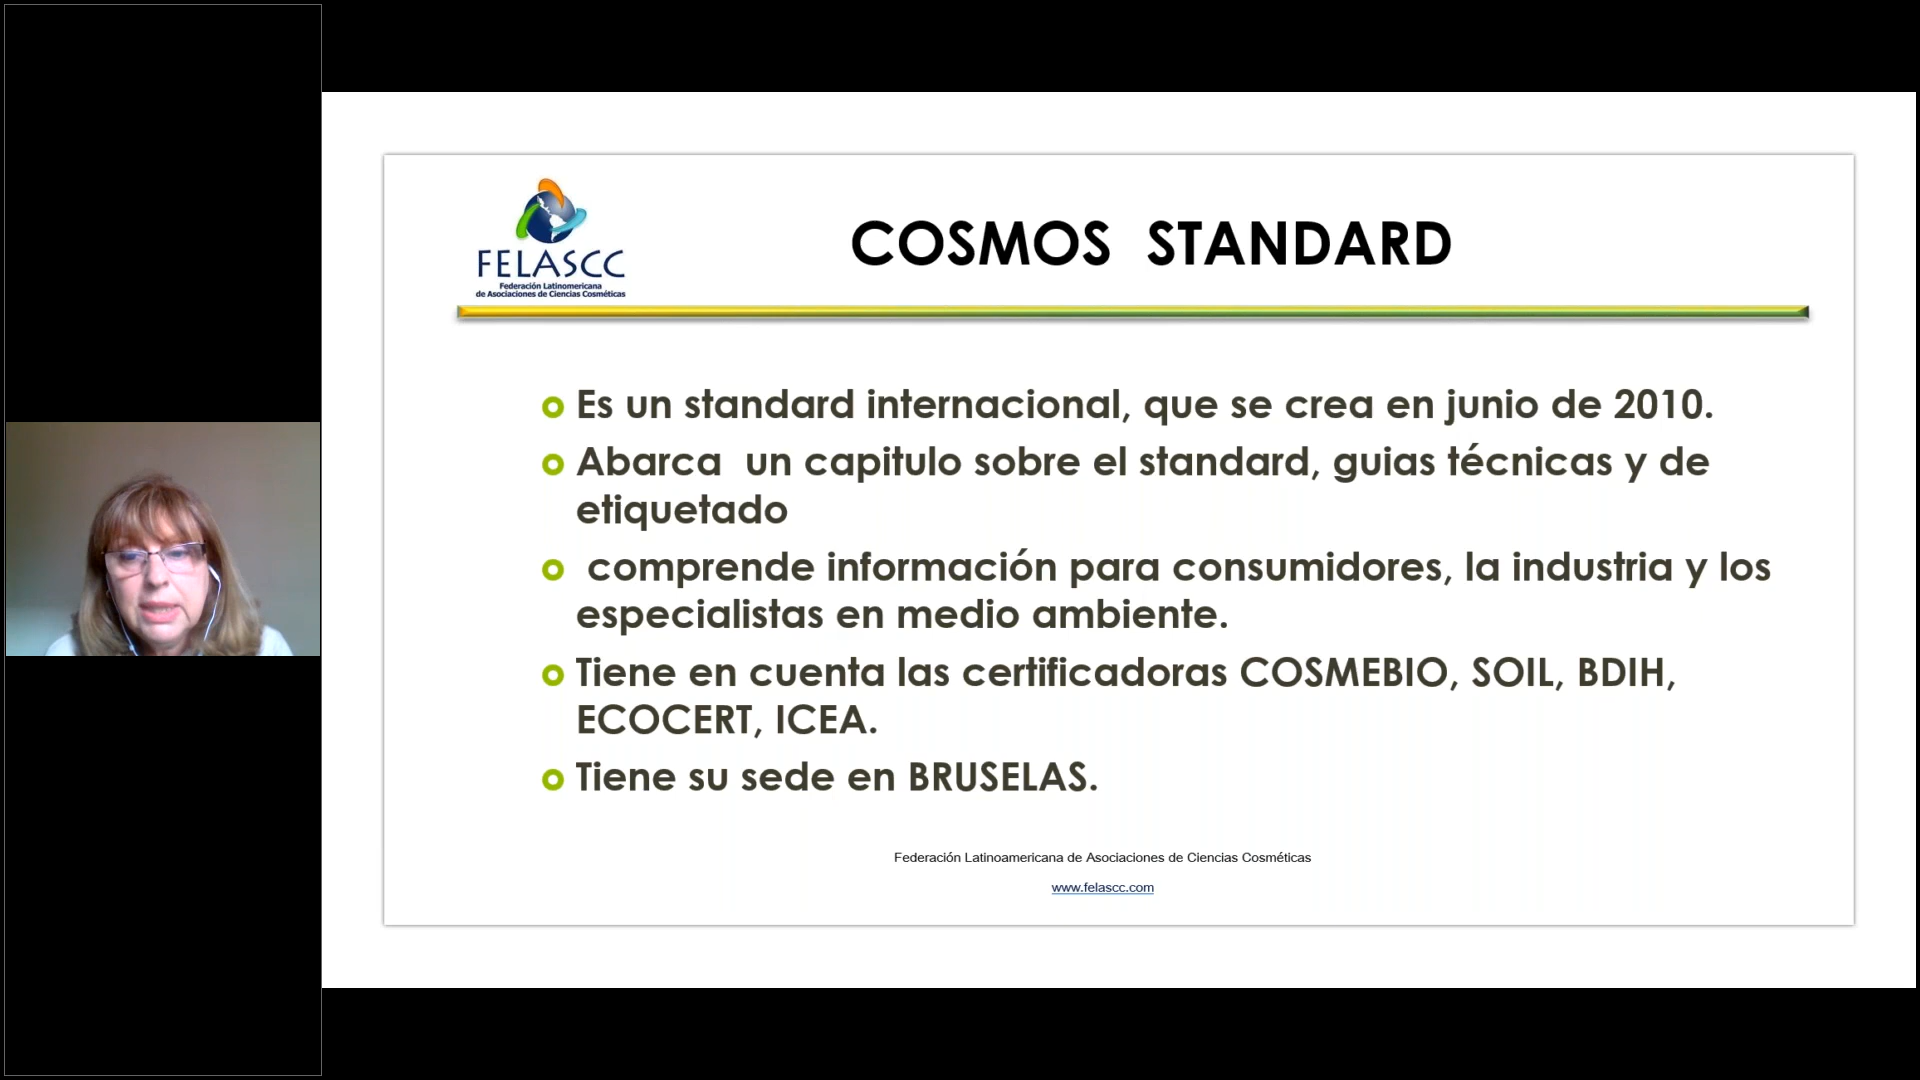 FELASCC
Federación Latinomericana
de Asociaciones de Ciencias Cosméticas
COSMOS STANDARD
Es un standard internacional, que se crea en junio de 2010.
Abarca un capitulo sobre el standard, guias técnicas y de
etiquetado
comprende información para consumidores, la industria y los
especialistas en medio ambiente.
Tiene en cuenta las certificadoras COSMEBIO, SOIL, BDIH,
ECOCERT, ICEA.
Tiene su sede en BRUSELAS.
Federación Latinoamericana de Asociaciones de Ciencias Cosméticas
www.felascc.com